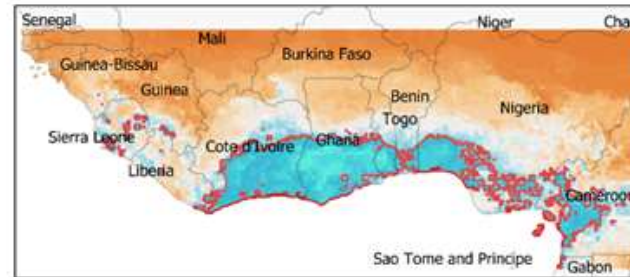 Senegal
Niger
Cha
Mali
Burkina Faso
Guinea-Bissau
Guinea
Benin
Nigeria
Togo
Sierra Leone
Cote d'Ivoire
Ghana
Liberia
Cameroon
Sao Tome and Principe
Gabon